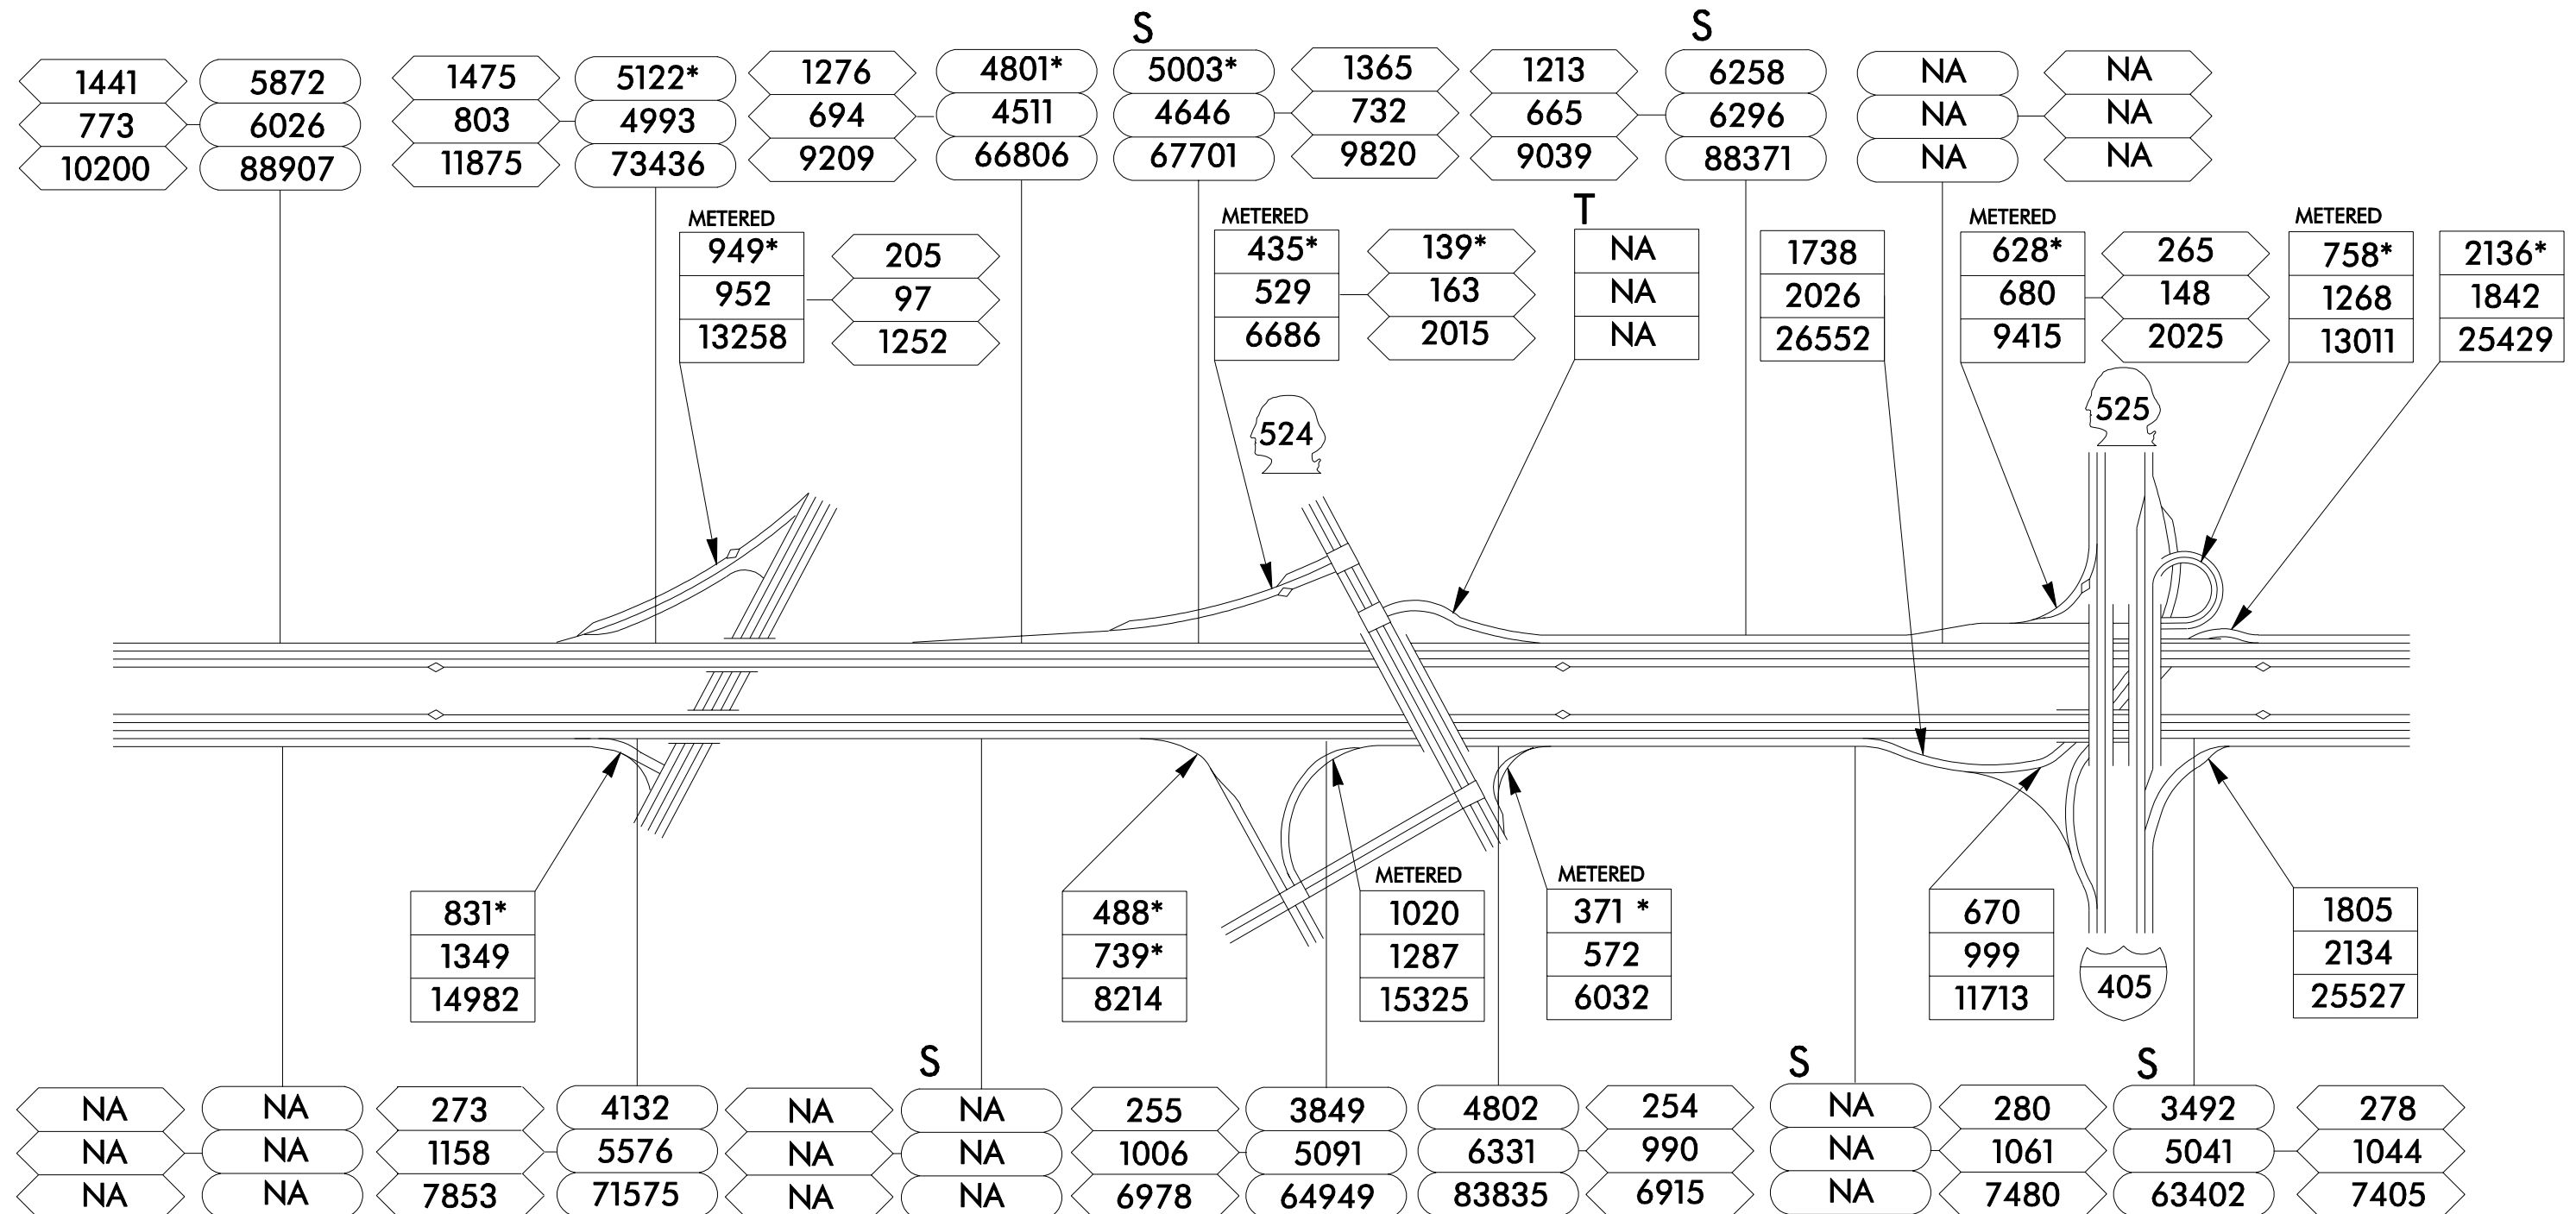 S S
1441 5872 1475 5122* 1276 4801* 5003* 1365 1213 6258 NA NA
773 6026 803 4993 694 4511 4646 732 665 6296 NA NA
10200 88907 11875 73436 9209 66806 67701 9820 9039 88371 NA NA
T
METERED METERED METERED METERED
949* 205 435* 139* NA 1738 628* 265 758* 2136*
952 97 529 163 NA 2026 680 148 1268 1842
13258 1252 6686 2015 NA 26552 9415 2025 13011 25429
525
524
METERED METERED
831* 488* 1020 371 * 670 1805
1349 739* 1287 572 999 2134
14982 8214 15325 6032 11713 25527
405
S S S
NA NA 273 4132 NA NA 255 3849 4802 254 NA 280 3492 278
NA NA 1158 5576 NA NA 1006 5091 6331 990 NA 1061 5041 1044
NA NA 7853 71575 NA NA 6978 64949 83835 6915 NA 7480 63402 7405